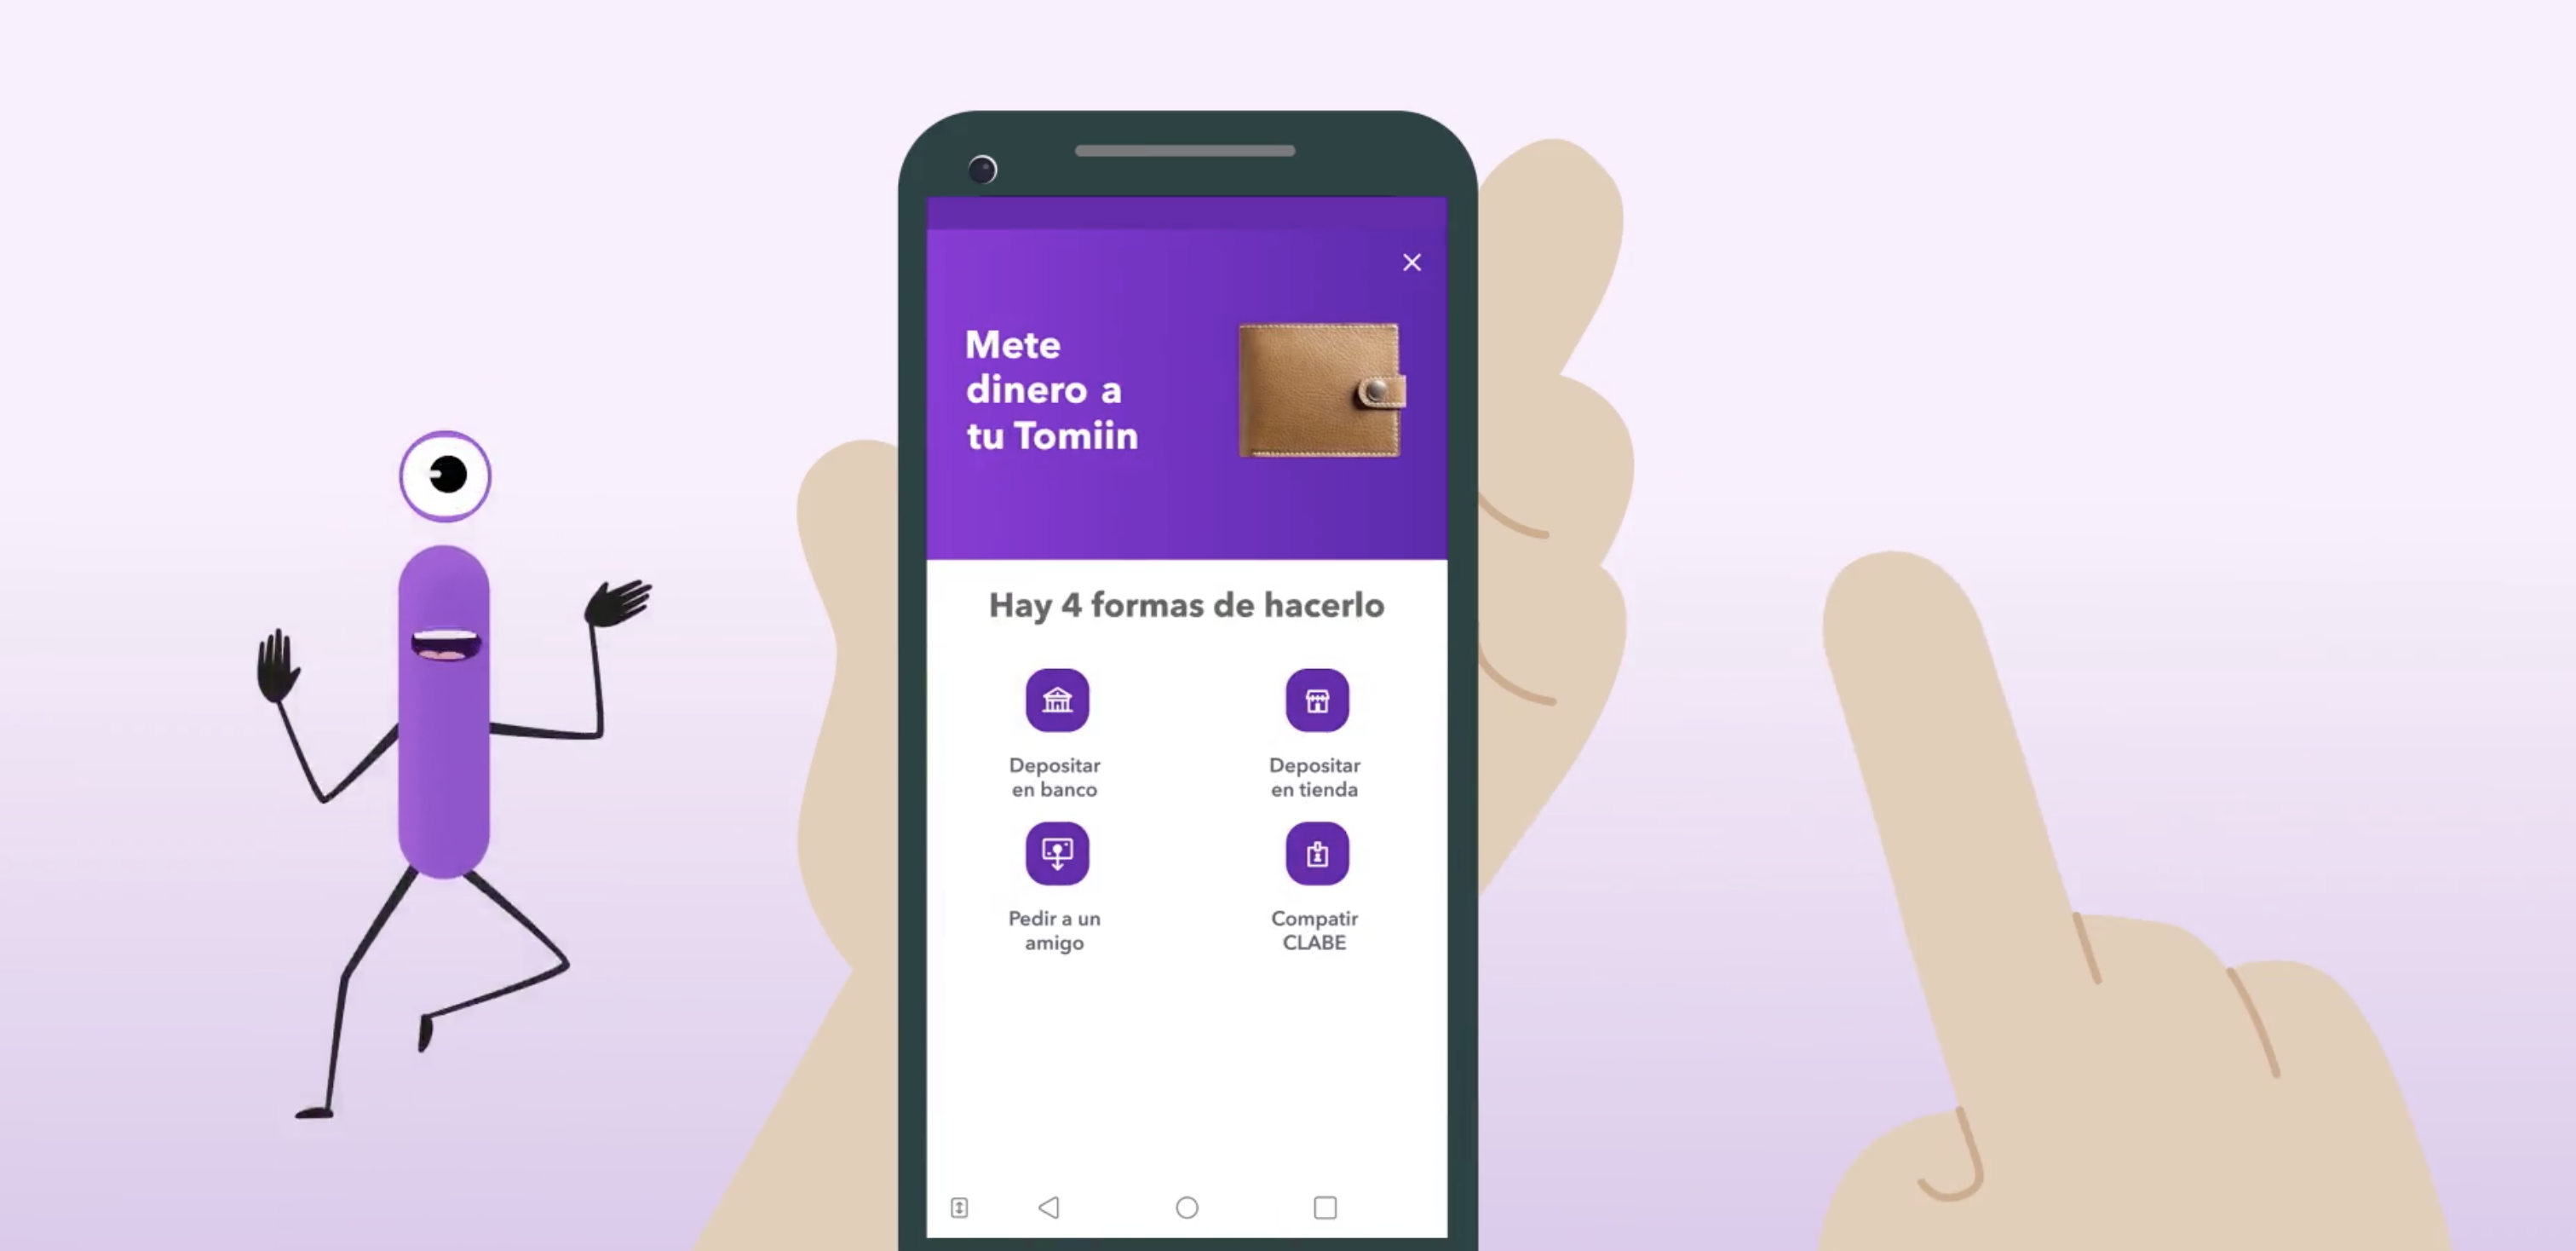 Mete
dinero a
tu Tomiin
Hay 4 formas de hacerlo
Depositar
en banco
Depositar
en tienda
Pedir a un
amigo
Compatir
CLABE